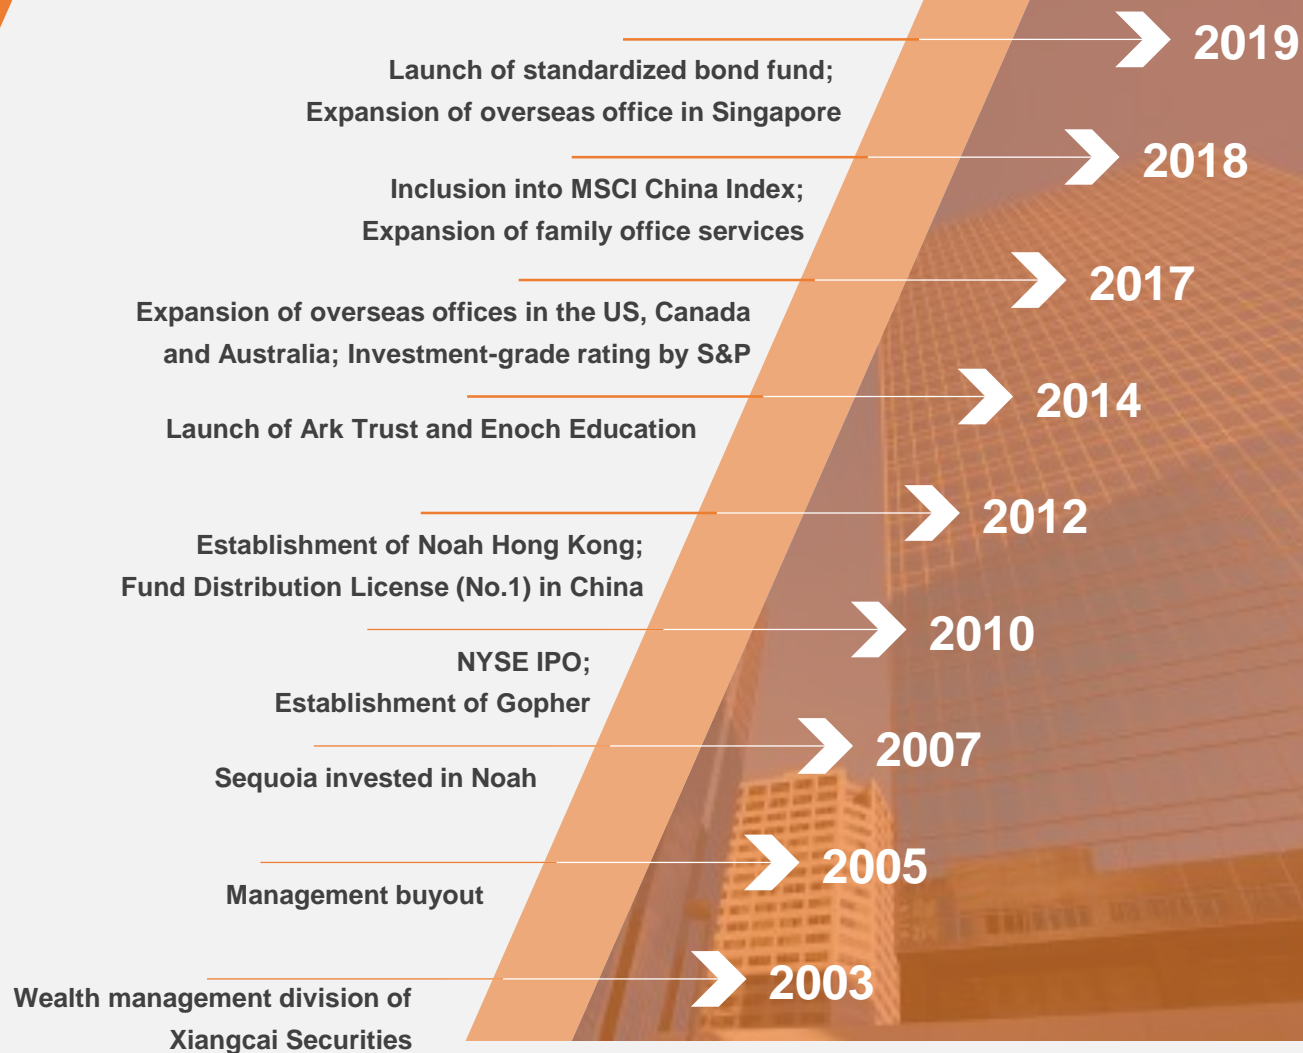 2019
Launch of standardized bond fund;
Expansion of overseas office in Singapore
2018
Inclusion into MSCI China Index;
Expansion of family office services
2017
Expansion of overseas offices in the US, Canada
and Australia; Investment-grade rating by S&P
2014
Launch of Ark Trust and Enoch Education
2012
Establishment of Noah Hong Kong;
Fund Distribution License (No.1) in China
2010
NYSE IPO;
Establishment of Gopher
2007
Sequoia invested in Noah
2005
Management buyout
2003
Wealth management division of
Xiangcai Securities